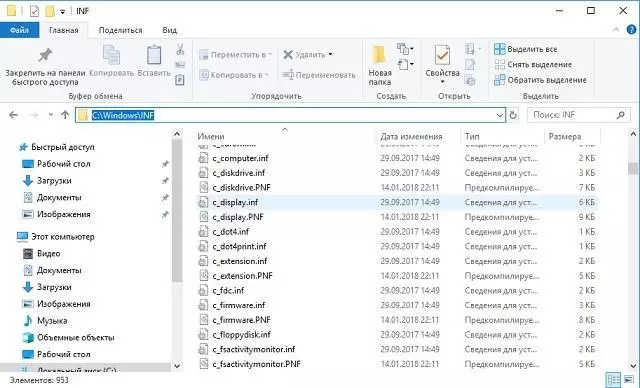 INF
Файл Главная Поделиться Вид
Закрепить на панели быстрого доступа Копировать Вставить Переместить в Копировать в Удалить Новая папка Свойства Выделить все Снять выделение Обратить выделение
Буфер обмена Упорядочить Создать Открыть Выделить
C:\Windows\INF Поиск: INF
Имени Дата изменения Тип Размера
Быстрый доступ
Рабочий стол
Загрузки
Документы
Изображения
Этот компьютер
Видео
Документы
Загрузки
Изображения
Музыка
Объемные объекты
Рабочий стол
Локальный диск (C:)
c_computer.inf 29.09.2017 14:49 Сведения для уст... 2 КБ
c_diskdrive.inf 29.09.2017 14:49 Сведения для уст... 3 КБ
c_diskdrive.PNF 14.01.2018 22:11 Предкомпилируе... 7 КБ
c_display.inf 29.09.2017 14:49 Сведения для уст... 6 КБ
c_display.PNF 14.01.2018 22:11 Предкомпилируе... 9 КБ
c_dot4.inf 29.09.2017 14:49 Сведения для уст... 2 КБ
c_dot4print.inf 29.09.2017 14:49 Сведения для уст... 2 КБ
c_extension.inf 29.09.2017 14:49 Сведения для уст... 2 КБ
c_extension.PNF 14.01.2018 22:11 Предкомпилируе... 5 КБ
c_fdc.inf 29.09.2017 14:49 Сведения для уст... 2 КБ
c_firmware.inf 29.09.2017 14:49 Сведения для уст... 3 КБ
c_firmware.PNF 14.01.2018 22:11 Предкомпилируе... 8 КБ
c_floppydisk.inf 29.09.2017 14:49 Сведения для уст... 2 КБ
c_fsactivitymonitor.inf 29.09.2017 14:49 Сведения для уст... 2 КБ
c_fsactivitymonitor.PNF 14.01.2018 22:11 Предкомпилируе... 5 КБ
Элементов: 953